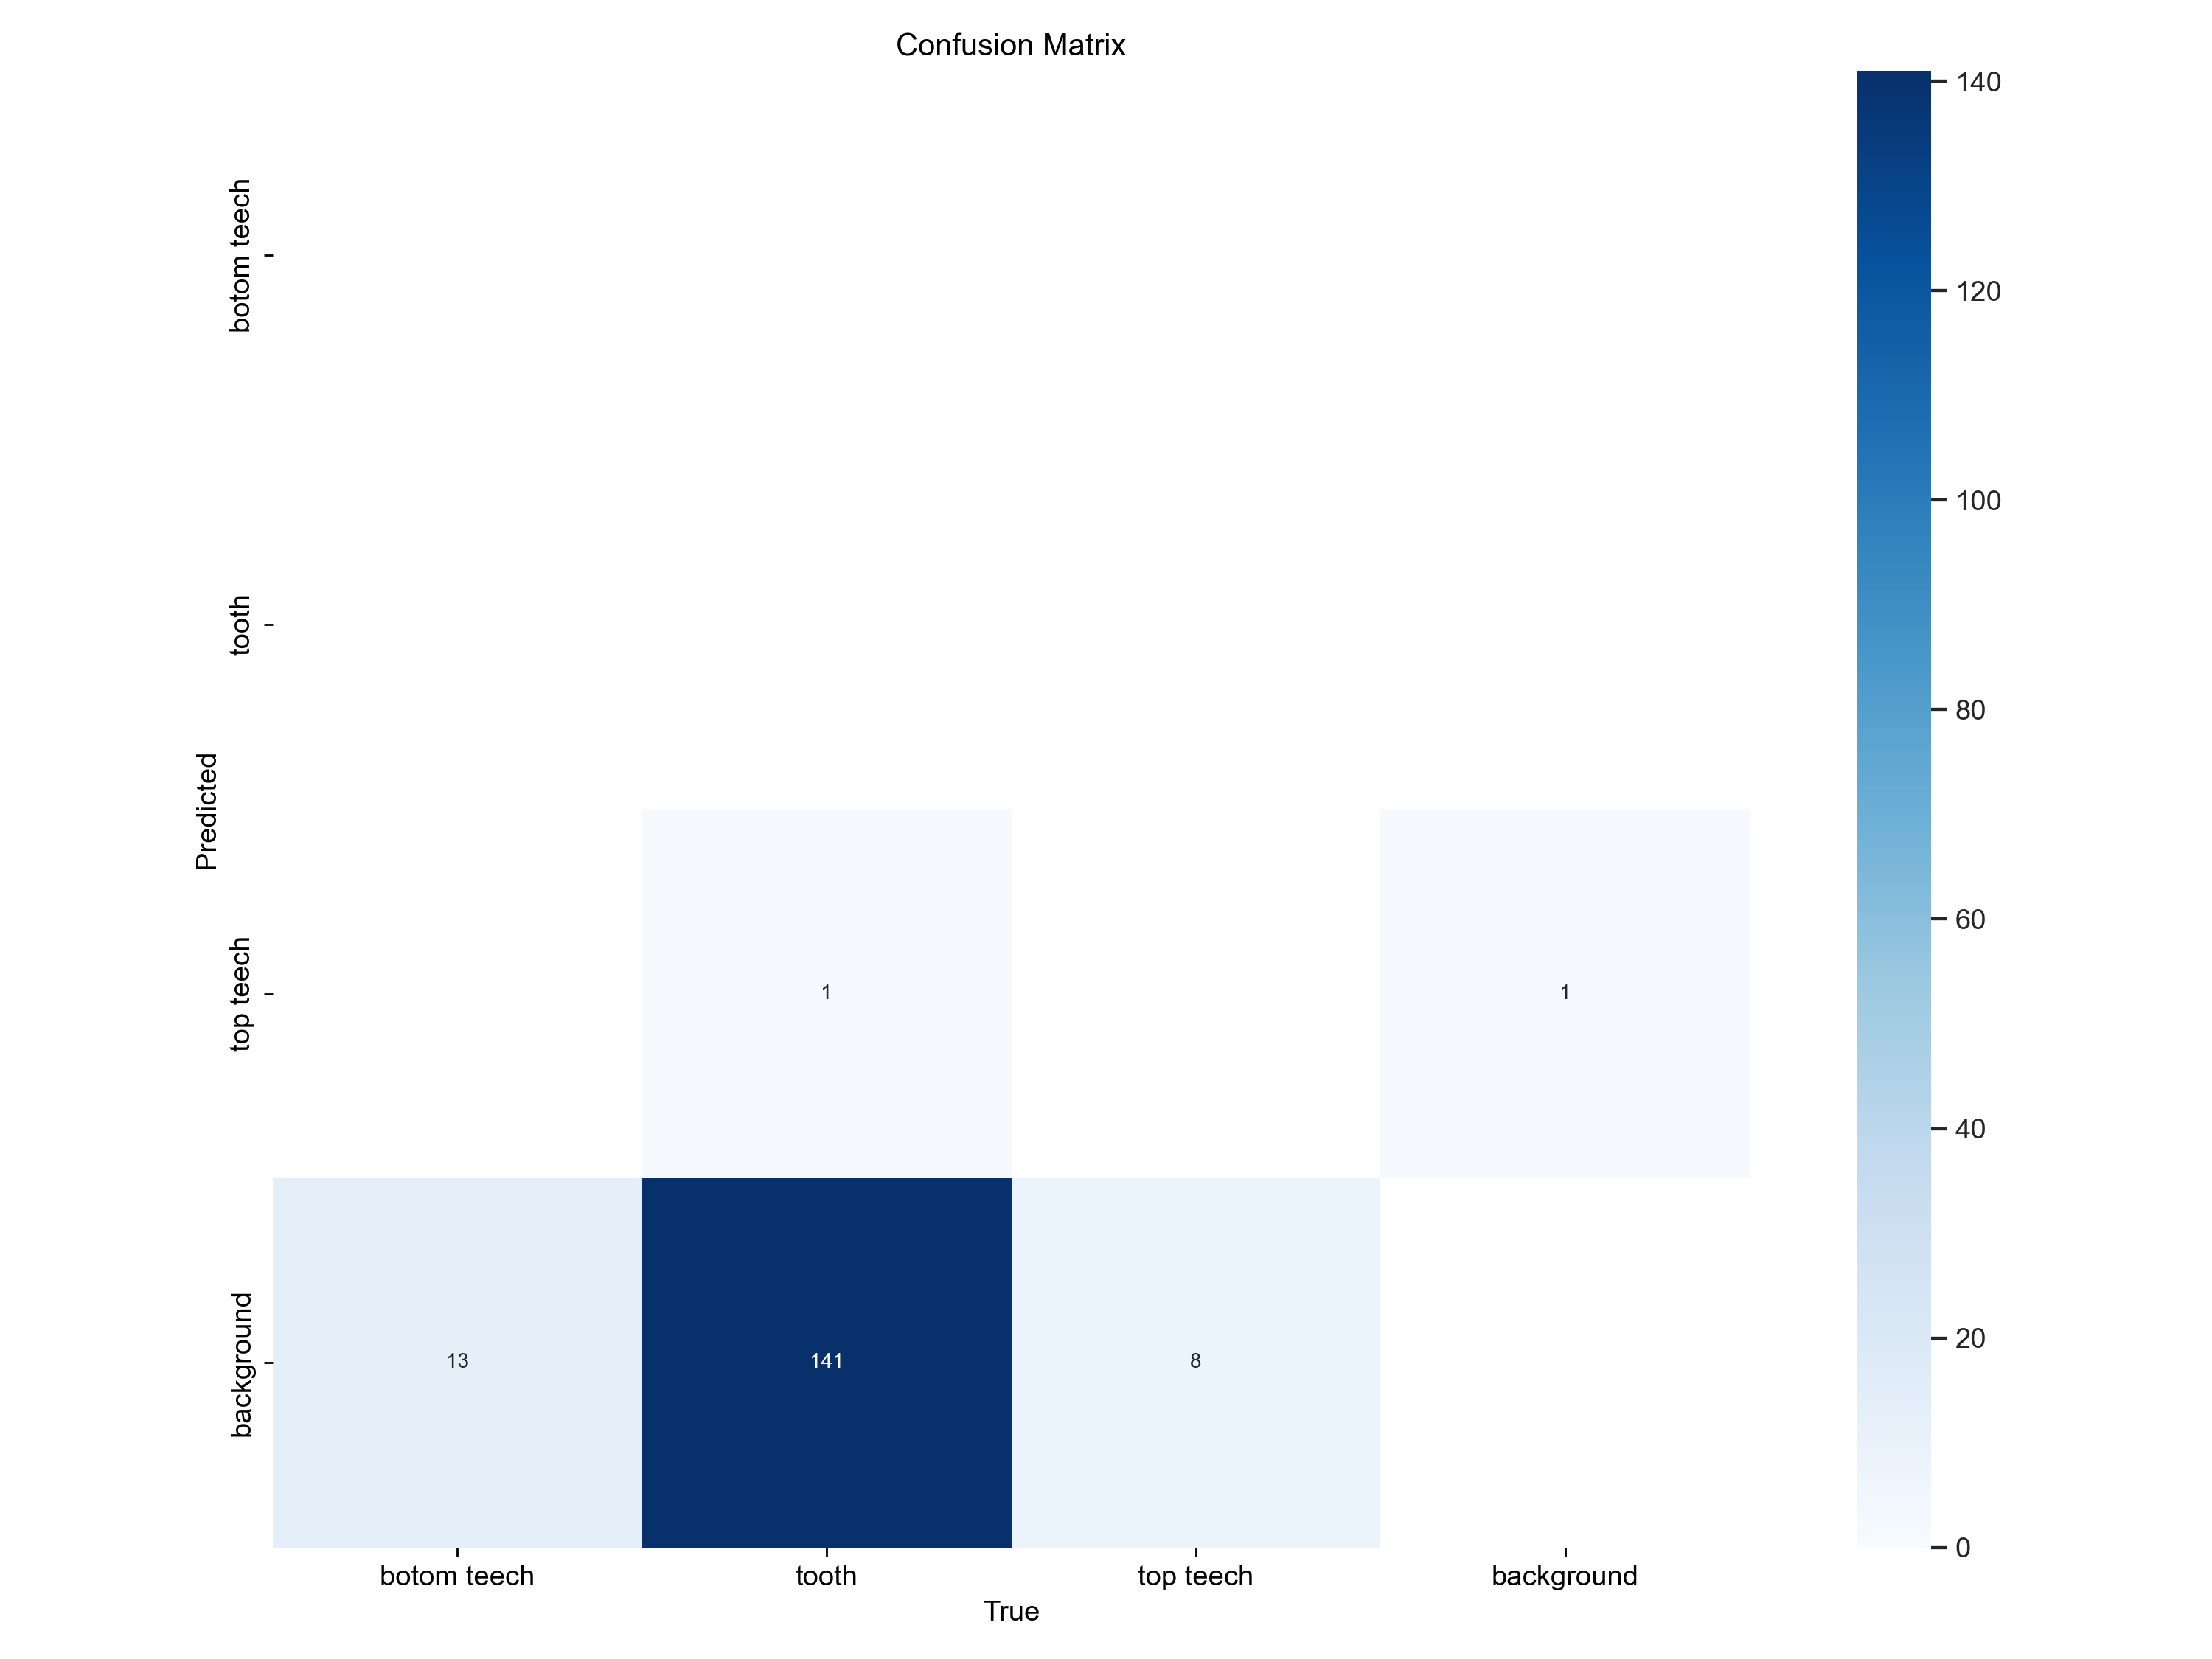 Confusion Matrix
botom teech
tooth
top teech
background
Predicted
1
1
13
141
8
botom teech
tooth
top teech
background
True
140
120
100
80
60
40
20
0